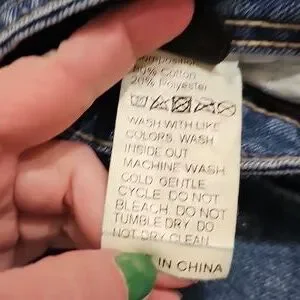 80% Cotton
20% Polyester
WASH WITH LIKE
COLORS. WASH
INSIDE OUT
MACHINE WASH
COLD GENTLE
CYCLE. DO NOT
BLEACH. DO NOT
TUMBLE DRY. DO
NOT DRY CLEAN
IN CHINA